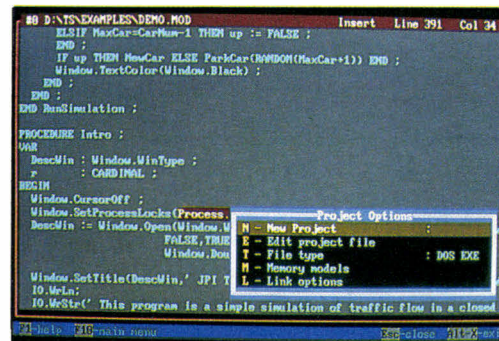 #0 D:\TS\EXAMPLES\DEMO.MOD Insert Line 391 Col 34
ELSIF MaxCar=CarNum-1 THEN up := FALSE ;
END ;
IF up THEN NewCar ELSE ParkCar(RANDOM(MaxCar+1)) END ;
Window.TextColor(Window.Black) ;
END ;
END ;
END RunSimulation ;
PROCEDURE Intro ;
VAR
DescWin : Window.WinType ;
r : CARDINAL ;
BEGIN
Window.CursorOff ;
Window.SetProcessLocks(Process.
DescWin := Window.Open(Window.W
FALSE,TRUE
Window.Dou
Window.SetTitle(DescWin,' JPI T
IO.WrLn;
IO.WrStr(' This program is a simple simulation of traffic flow in a closed
Project Options
N - New Project :
E - Edit project file
T - File type : DOS EXE
M - Memory models
L - Link options
F1-help F10-main menu Esc-close Alt-X-ex